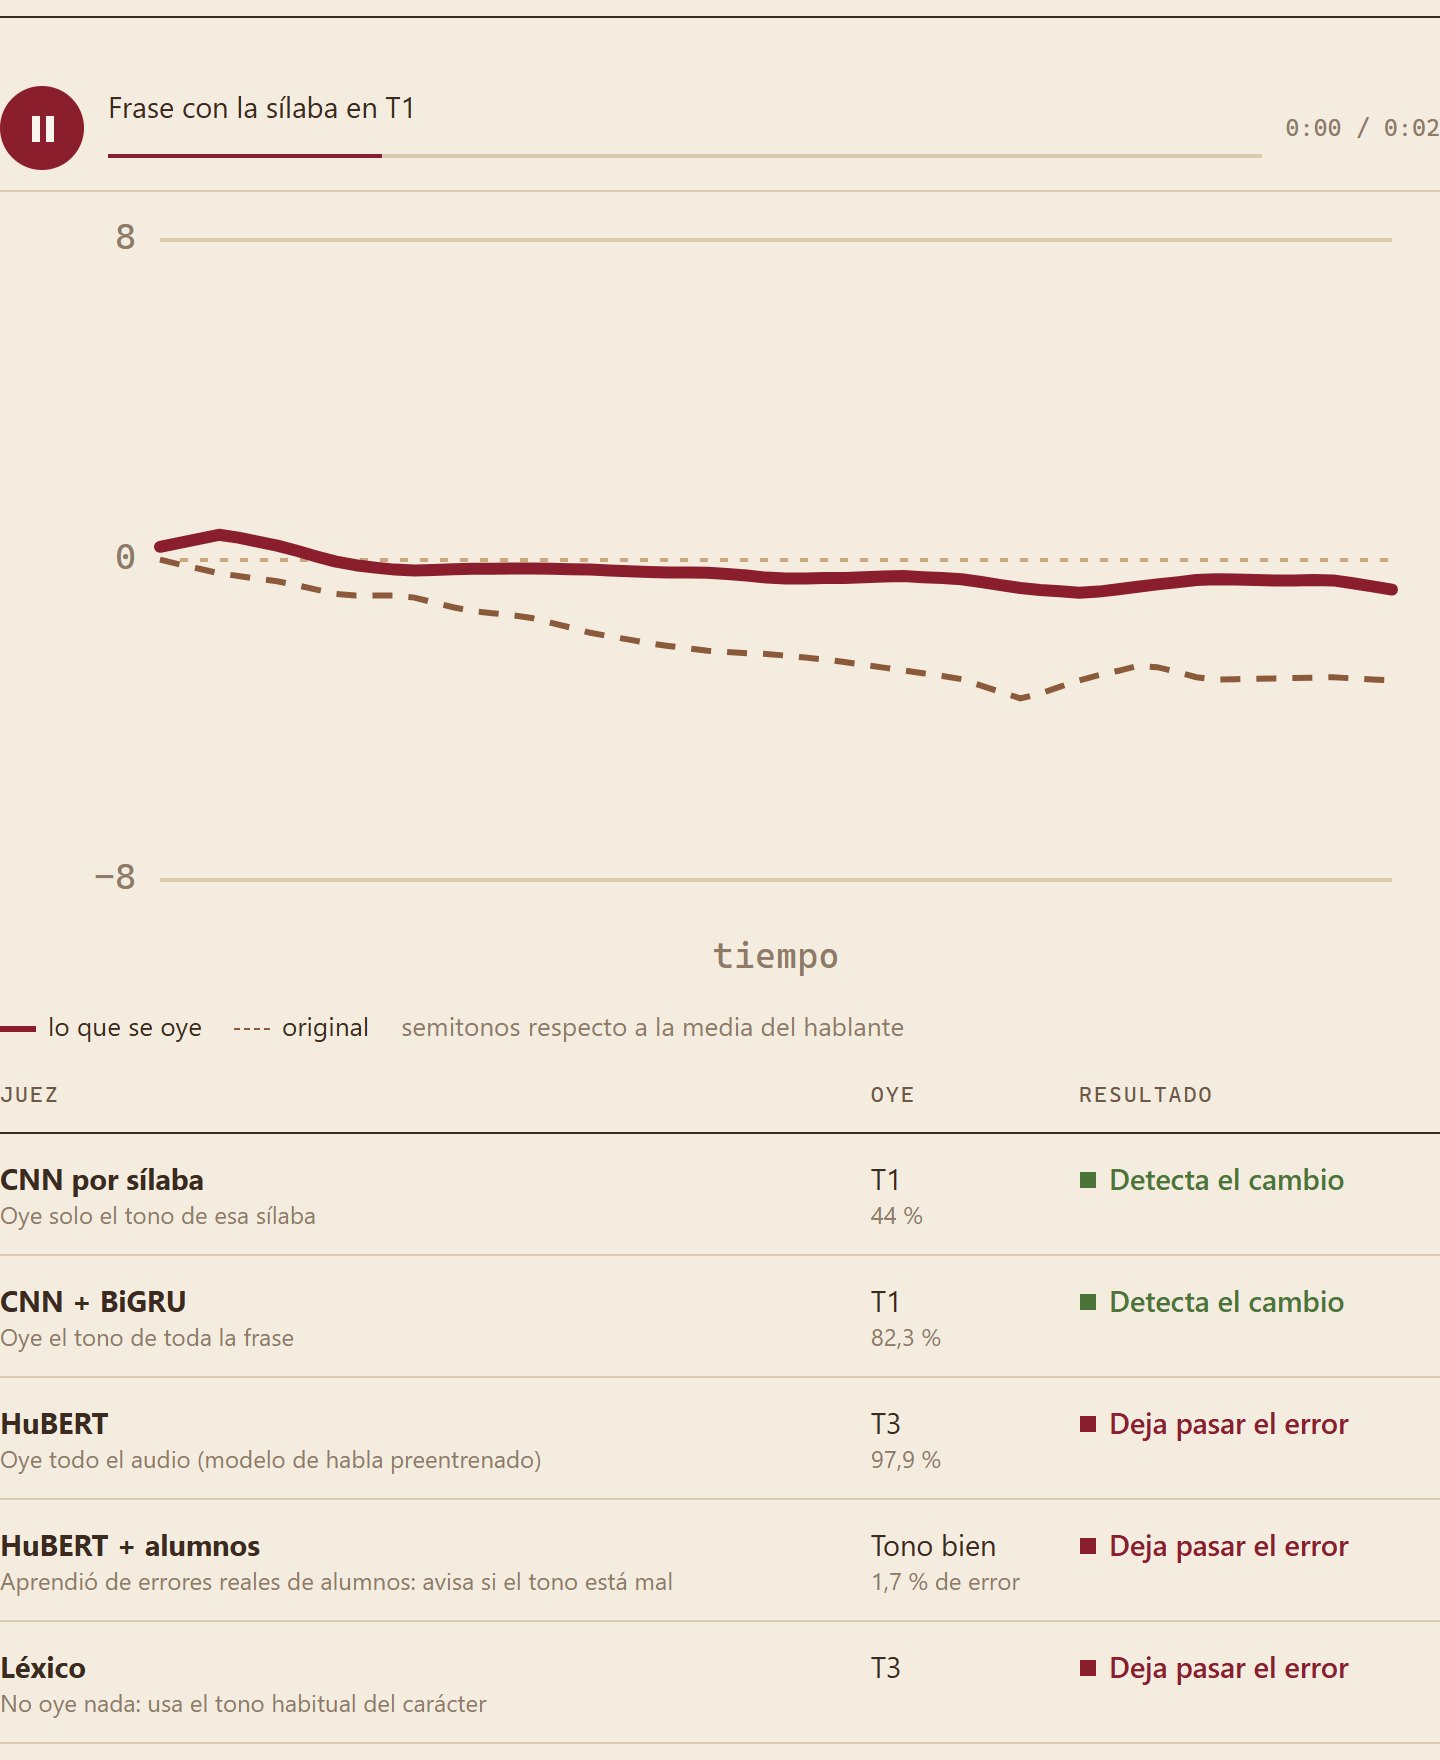 Frase con la sílaba en T1
0:00 / 0:02
8
0
−8
tiempo
lo que se oye original semitonos respecto a la media del hablante
JUEZ OYE RESULTADO
CNN por sílaba T1 Detecta el cambio
Oye solo el tono de esa sílaba 44 %
CNN + BiGRU T1 Detecta el cambio
Oye el tono de toda la frase 82,3 %
HuBERT T3 Deja pasar el error
Oye todo el audio (modelo de habla preentrenado) 97,9 %
HuBERT + alumnos Tono bien Deja pasar el error
Aprendió de errores reales de alumnos: avisa si el tono está mal 1,7 % de error
Léxico T3 Deja pasar el error
No oye nada: usa el tono habitual del carácter